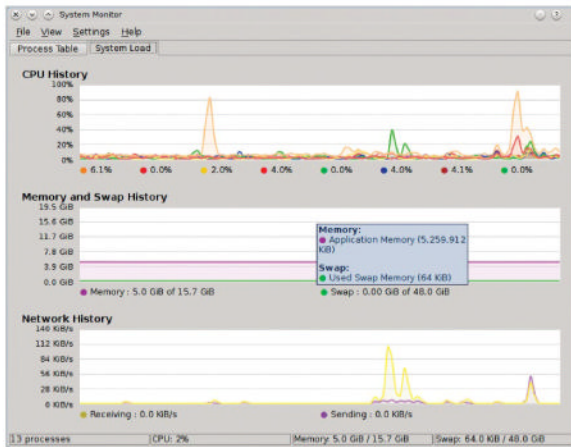 System Monitor
File View Settings Help
Process Table System Load
CPU History
100%
80%
60%
40%
20%
0%
6.1% 0.0% 2.0% 4.0% 0.0% 4.0% 4.1% 0.0%
Memory and Swap History
19.5 GiB
15.6 GiB
11.7 GiB
7.8 GiB
3.9 GiB
0.0 GiB
Memory:
Application Memory (5,259,912
KiB)
Swap:
Used Swap Memory (64 KiB)
Memory : 5.0 GiB of 15.7 GiB Swap : 0.00 GiB of 48.0 GiB
Network History
140 KiB/s
112 KiB/s
84 KiB/s
56 KiB/s
28 KiB/s
0 KiB/s
Receiving : 0.0 KiB/s Sending : 0.0 KiB/s
13 processes CPU: 2% Memory: 5.0 GiB / 15.7 GiB Swap: 64.0 KiB / 48.0 GiB